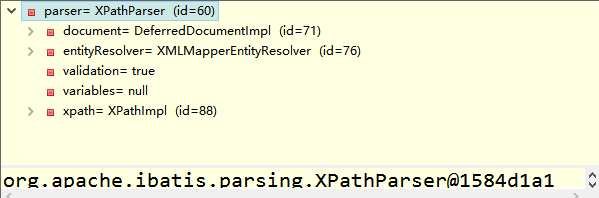 parser= XPathParser (id=60)
document= DeferredDocumentImpl (id=71)
entityResolver= XMLMapperEntityResolver (id=76)
validation= true
variables= null
xpath= XPathImpl (id=88)
org.apache.ibatis.parsing.XPathParser@1584d1a1